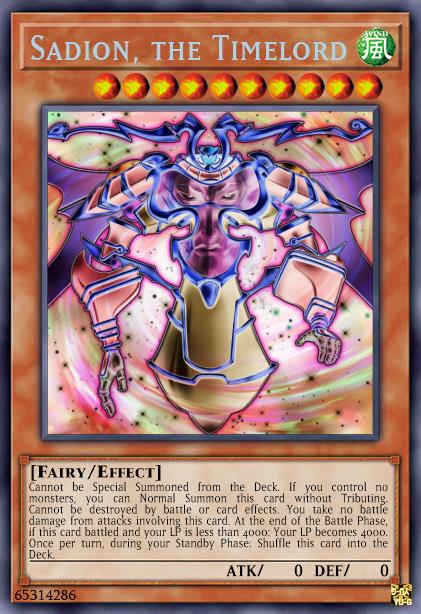 SADION, THE TIMELORD
WIND
風
[FAIRY/EFFECT]
Cannot be Special Summoned from the Deck. If you control no
monsters, you can Normal Summon this card without Tributing.
Cannot be destroyed by battle or card effects. You take no battle
damage from attacks involving this card. At the end of the Battle Phase,
if this card battled and your LP is less than 4000: Your LP becomes 4000.
Once per turn, during your Standby Phase: Shuffle this card into the
Deck.
ATK/ 0 DEF/ 0
65314286